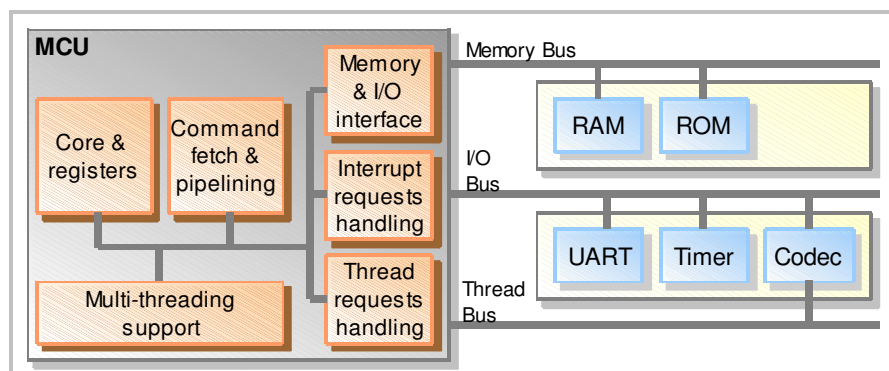 MCU
Core &
registers
Command
fetch &
pipelining
Memory
& I/O
interface
Interrupt
requests
handling
Thread
requests
handling
Multi-threading
support
Memory Bus
RAM
ROM
I/O
Bus
UART
Timer
Codec
Thread
Bus